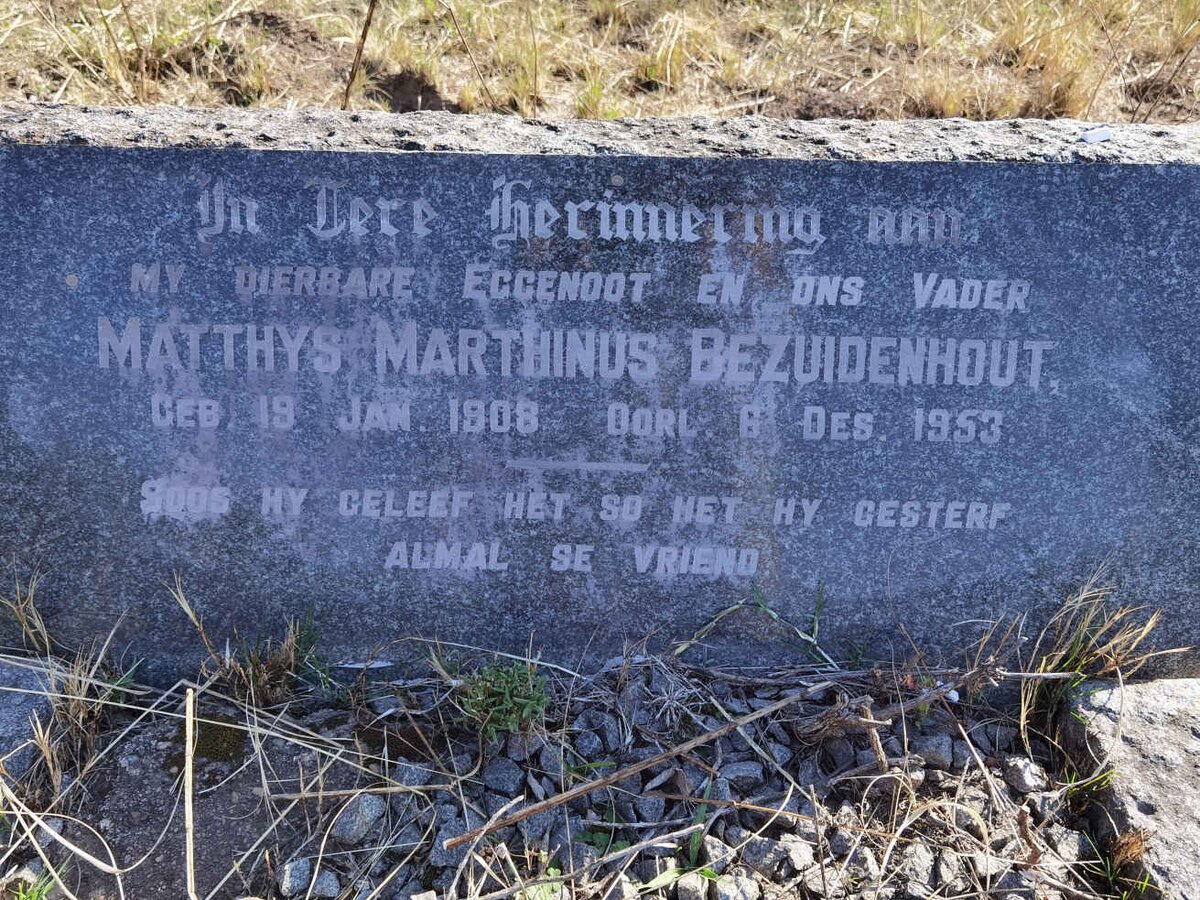 In Tere Herinnering aan
MY DIERBARE EGGENOOT EN ONS VADER
MATTHYS MARTHINUS BEZUIDENHOUT,
GEB. 19 JAN. 1908 OORL. 6 DES. 1953.
SOOS HY GELEEF HET SO HET HY GESTERF
ALMAL SE VRIEND